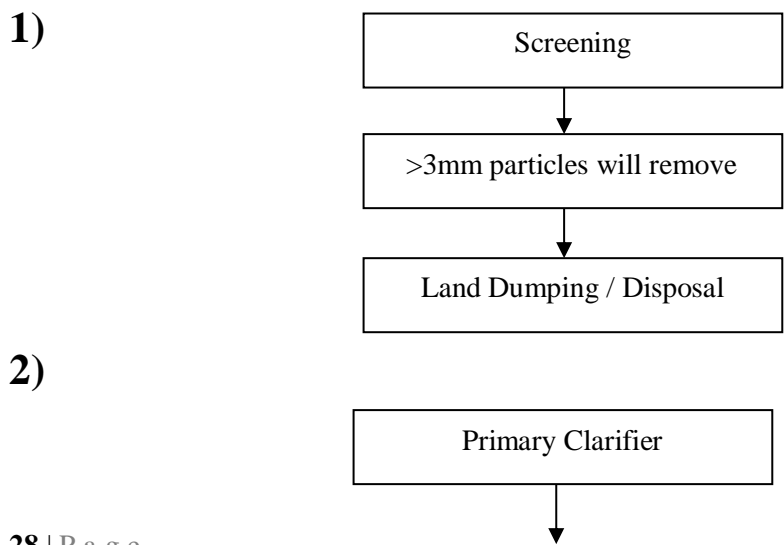 1)
Screening
>3mm particles will remove
Land Dumping / Disposal
2)
Primary Clarifier
28 | P a g e